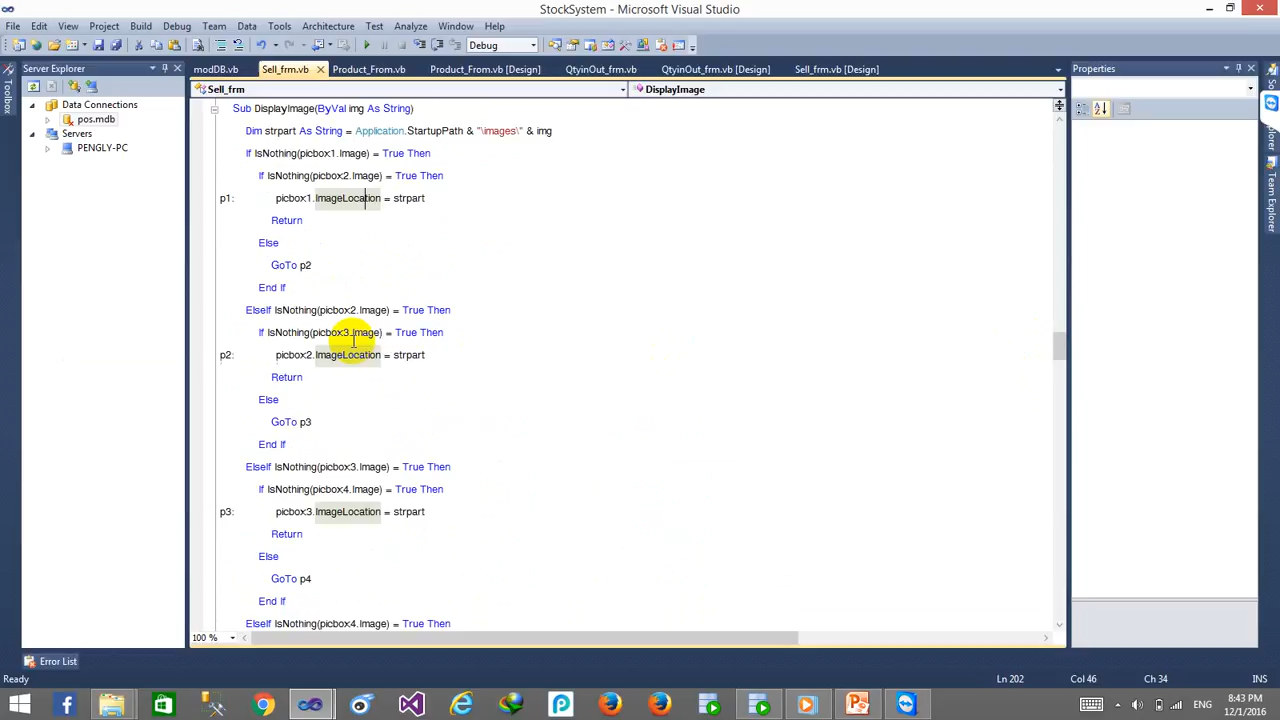 StockSystem - Microsoft Visual Studio
File Edit View Project Build Debug Team Data Tools Architecture Test Analyze Window Help
Debug
Server Explorer
Toolbox
Data Connections
pos.mdb
Servers
PENGLY-PC
modDB.vb Sell_frm.vb Product_From.vb Product_From.vb [Design] QtyinOut_frm.vb QtyinOut_frm.vb [Design] Sell_frm.vb [Design]
Sell_frm DisplayImage
Sub DisplayImage(ByVal img As String)
Dim strpart As String = Application.StartupPath & "\images\" & img
If IsNothing(picbox1.Image) = True Then
If IsNothing(picbox2.Image) = True Then
p1: picbox1.ImageLocation = strpart
Return
Else
GoTo p2
End If
ElseIf IsNothing(picbox2.Image) = True Then
If IsNothing(picbox3.Image) = True Then
p2: picbox2.ImageLocation = strpart
Return
Else
GoTo p3
End If
ElseIf IsNothing(picbox3.Image) = True Then
If IsNothing(picbox4.Image) = True Then
p3: picbox3.ImageLocation = strpart
Return
Else
GoTo p4
End If
ElseIf IsNothing(picbox4.Image) = True Then
100 %
Properties
Team Explorer
Error List
Ready
Ln 202 Col 46 Ch 34 INS
8:43 PM
12/1/2016